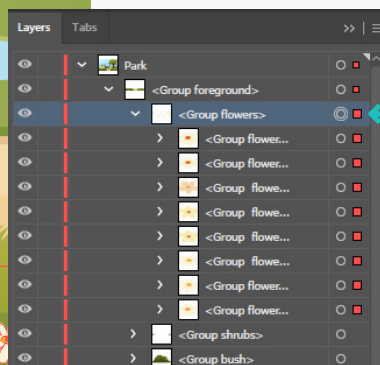 Layers Tabs
Park
<Group foreground>
<Group flowers>
<Group flower...
<Group flower...
<Group flowe...
<Group flowe...
<Group flowe...
<Group flowe...
<Group flower...
<Group flower...
<Group shrubs>
<Group bush>